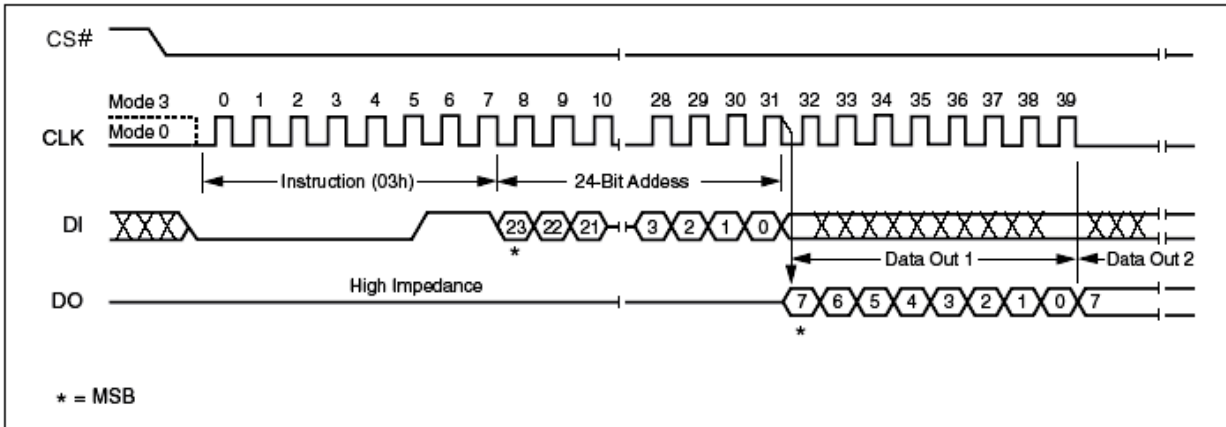 CS#
Mode 3 0 1 2 3 4 5 6 7 8 9 10 28 29 30 31 32 33 34 35 36 37 38 39
CLK Mode 0
Instruction (03h) 24-Bit Addess
DI 23 22 21 3 2 1 0
* Data Out 1 Data Out 2
High Impedance
DO 7 6 5 4 3 2 1 0 7
*
* = MSB